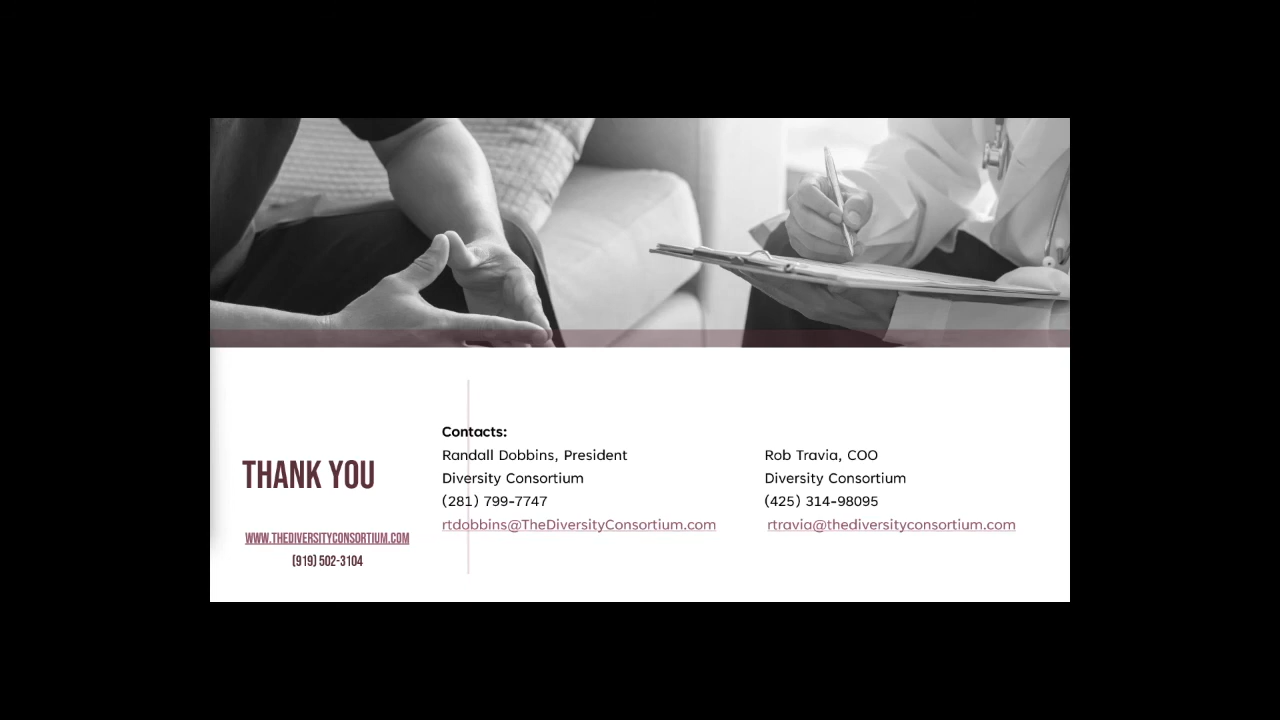 THANK YOU
WWW.THEDIVERSITYCONSORTIUM.COM
(919) 502-3104
Contacts:
Randall Dobbins, President
Diversity Consortium
(281) 799-7747
rtdobbins@TheDiversityConsortium.com
Rob Travia, COO
Diversity Consortium
(425) 314-98095
rtravia@thediversityconsortium.com